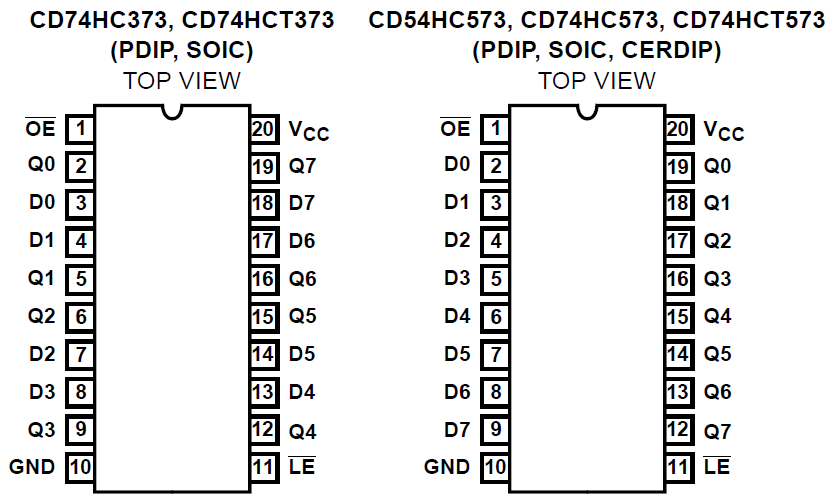 CD74HC373, CD74HCT373
(PDIP, SOIC)
TOP VIEW
O̅E̅ 1 20 VCC
Q0 2 19 Q7
D0 3 18 D7
D1 4 17 D6
Q1 5 16 Q6
Q2 6 15 Q5
D2 7 14 D5
D3 8 13 D4
Q3 9 12 Q4
GND 10 11 L̅E̅
CD54HC573, CD74HC573, CD74HCT573
(PDIP, SOIC, CERDIP)
TOP VIEW
O̅E̅ 1 20 VCC
D0 2 19 Q0
D1 3 18 Q1
D2 4 17 Q2
D3 5 16 Q3
D4 6 15 Q4
D5 7 14 Q5
D6 8 13 Q6
D7 9 12 Q7
GND 10 11 L̅E̅